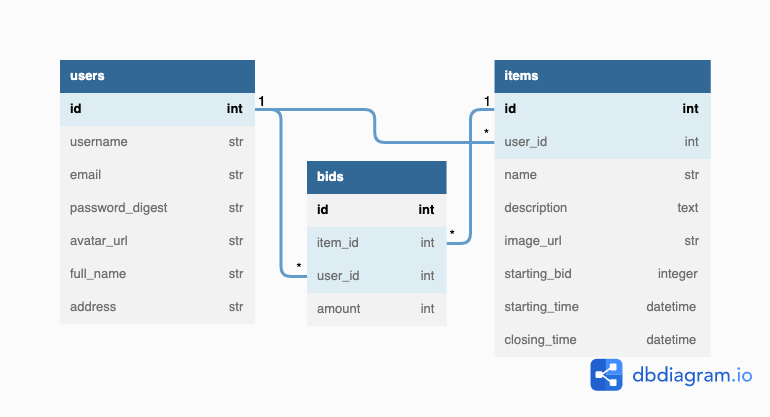 users
id int
username str
email str
password_digest str
avatar_url str
full_name str
address str
1
*
bids
id int
item_id int
user_id int
amount int
*
1
*
items
id int
user_id int
name str
description text
image_url str
starting_bid integer
starting_time datetime
closing_time datetime
dbdiagram.io